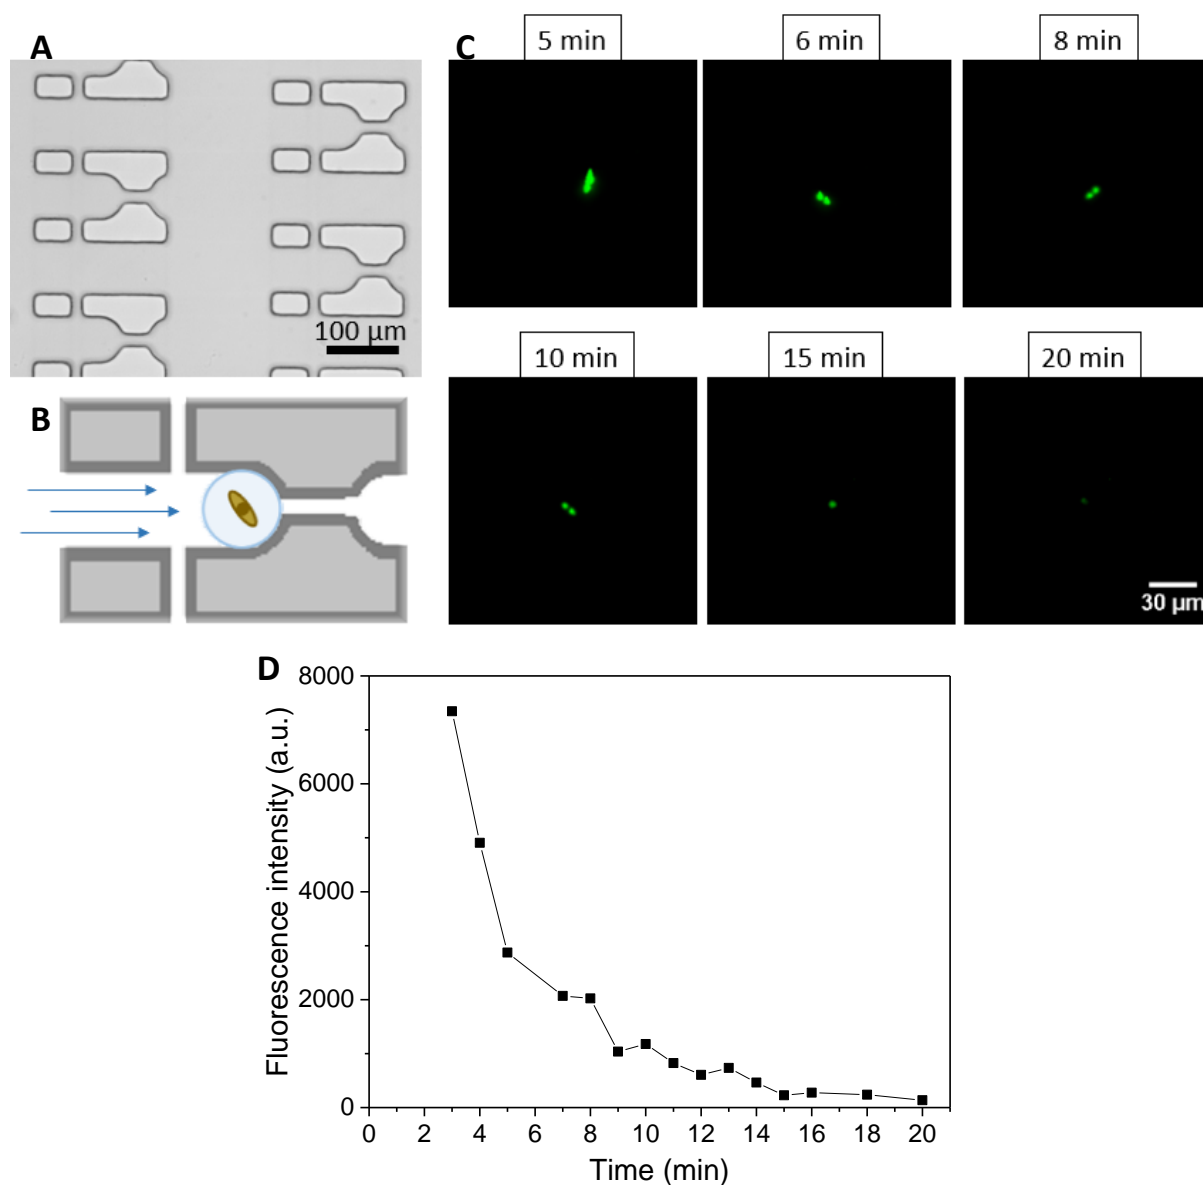 A
100 µm
B
C
5 min
6 min
8 min
10 min
15 min
20 min
30 µm
D
Fluorescence intensity (a.u.)
8000
6000
4000
2000
0
0 2 4 6 8 10 12 14 16 18 20
Time (min)